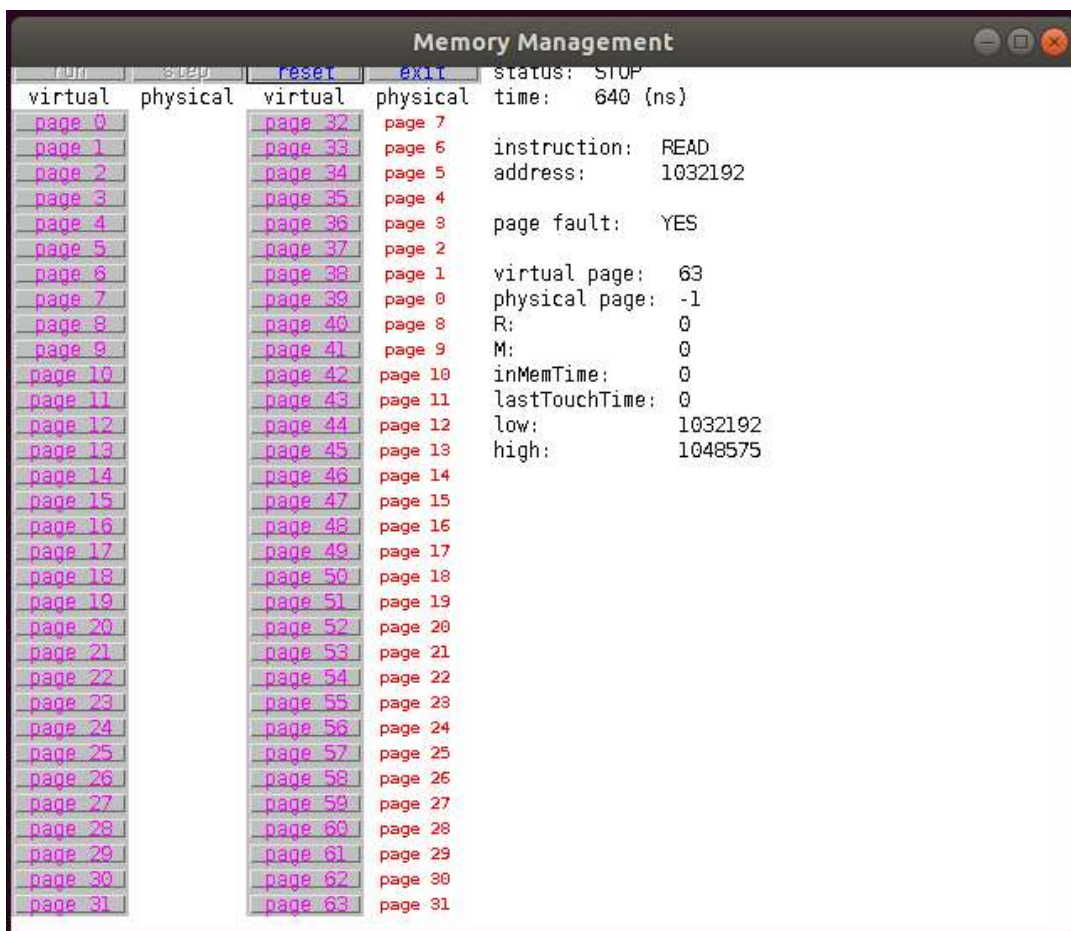 Memory Management
run step reset exit status: STOP
virtual physical virtual physical time: 640 (ns)
page 0 page 32 page 7
page 1 page 33 page 6 instruction: READ
page 2 page 34 page 5 address: 1032192
page 3 page 35 page 4
page 4 page 36 page 3 page fault: YES
page 5 page 37 page 2
page 6 page 38 page 1 virtual page: 63
page 7 page 39 page 0 physical page: -1
page 8 page 40 page 8 R: 0
page 9 page 41 page 9 M: 0
page 10 page 42 page 10 inMemTime: 0
page 11 page 43 page 11 lastTouchTime: 0
page 12 page 44 page 12 low: 1032192
page 13 page 45 page 13 high: 1048575
page 14 page 46 page 14
page 15 page 47 page 15
page 16 page 48 page 16
page 17 page 49 page 17
page 18 page 50 page 18
page 19 page 51 page 19
page 20 page 52 page 20
page 21 page 53 page 21
page 22 page 54 page 22
page 23 page 55 page 23
page 24 page 56 page 24
page 25 page 57 page 25
page 26 page 58 page 26
page 27 page 59 page 27
page 28 page 60 page 28
page 29 page 61 page 29
page 30 page 62 page 30
page 31 page 63 page 31